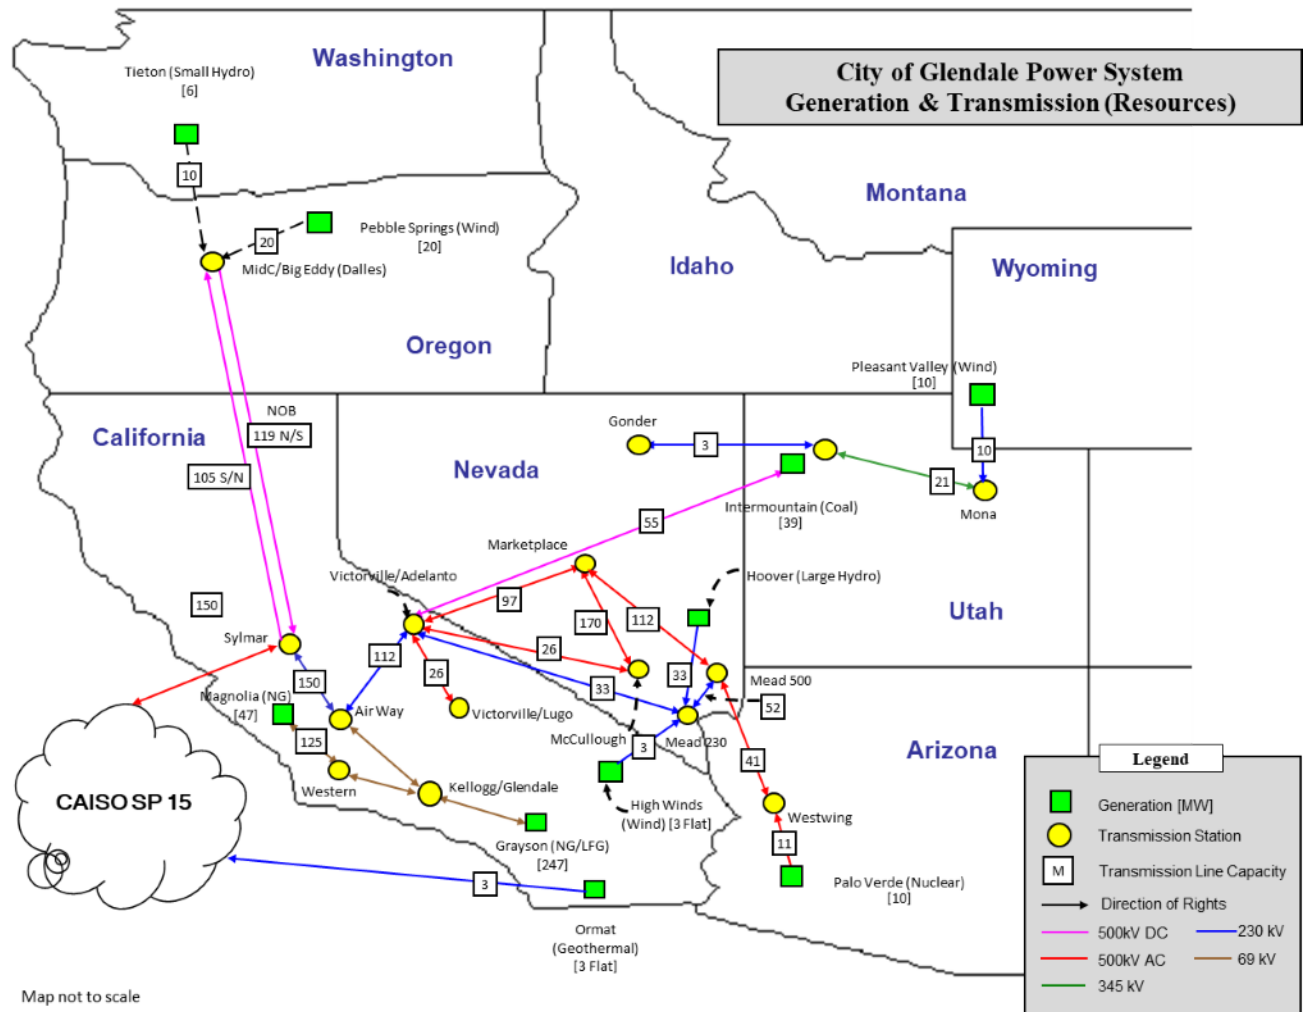 City of Glendale Power System
Generation & Transmission (Resources)
Washington
Tieton (Small Hydro)
[6]
10
Pebble Springs (Wind)
[20]
20
MidC/Big Eddy (Dalles)
Montana
Idaho
Wyoming
Oregon
Pleasant Valley (Wind)
[10]
NOB
119 N/S
California
105 S/N
Nevada
Gonder
3
10
21
Mona
Intermountain (Coal)
[39]
55
Marketplace
Victorville/Adelanto
Hoover (Large Hydro)
97
170
112
Utah
150
Sylmar
112
26
26
33
33
Mead 500
52
150
Magnolia (NG)
[47]
Air Way
Victorville/Lugo
McCullough
Mead 230
3
125
41
Arizona
Western
Kellogg/Glendale
High Winds
(Wind) [3 Flat]
Westwing
CAISO SP 15
Grayson (NG/LFG)
[247]
11
Palo Verde (Nuclear)
[10]
3
Ormat
(Geothermal)
[3 Flat]
Map not to scale
Legend
Generation [MW]
Transmission Station
M
Transmission Line Capacity
Direction of Rights
500kV DC
230 kV
500kV AC
69 kV
345 kV